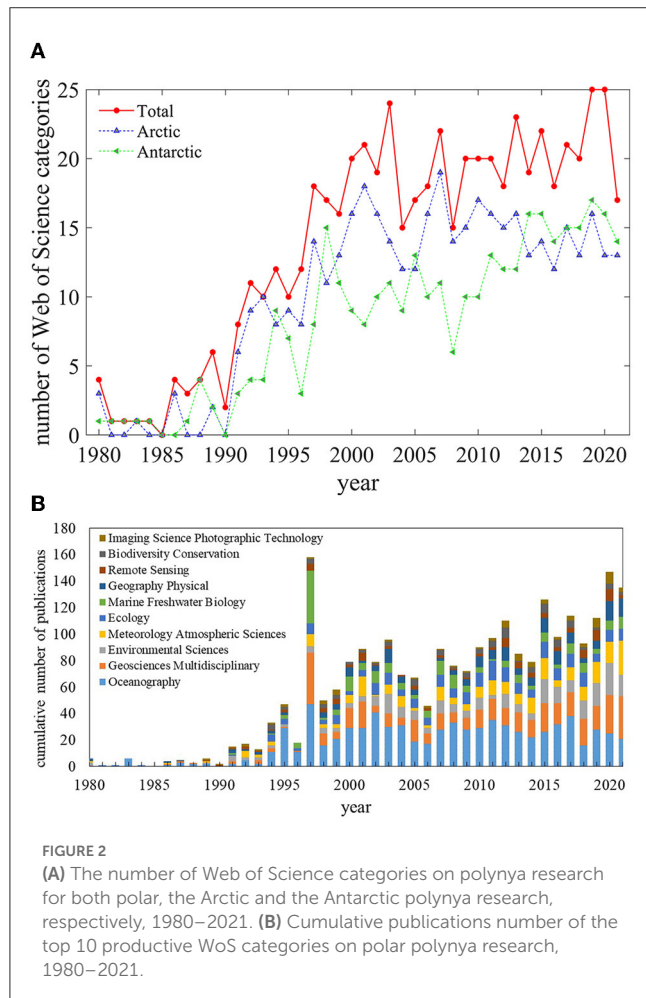 A
number of Web of Science categories
25
20
15
10
5
0
Total
Arctic
Antarctic
1980 1985 1990 1995 2000 2005 2010 2015 2020
year
B
cumulative number of publications
180
160
140
120
100
80
60
40
20
0
Imaging Science Photographic Technology
Biodiversity Conservation
Remote Sensing
Geography Physical
Marine Freshwater Biology
Ecology
Meteorology Atmospheric Sciences
Environmental Sciences
Geosciences Multidisciplinary
Oceanography
1980 1985 1990 1995 2000 2005 2010 2015 2020
year
FIGURE 2
(A) The number of Web of Science categories on polynya research
for both polar, the Arctic and the Antarctic polynya research,
respectively, 1980–2021. (B) Cumulative publications number of the
top 10 productive WoS categories on polar polynya research,
1980–2021.